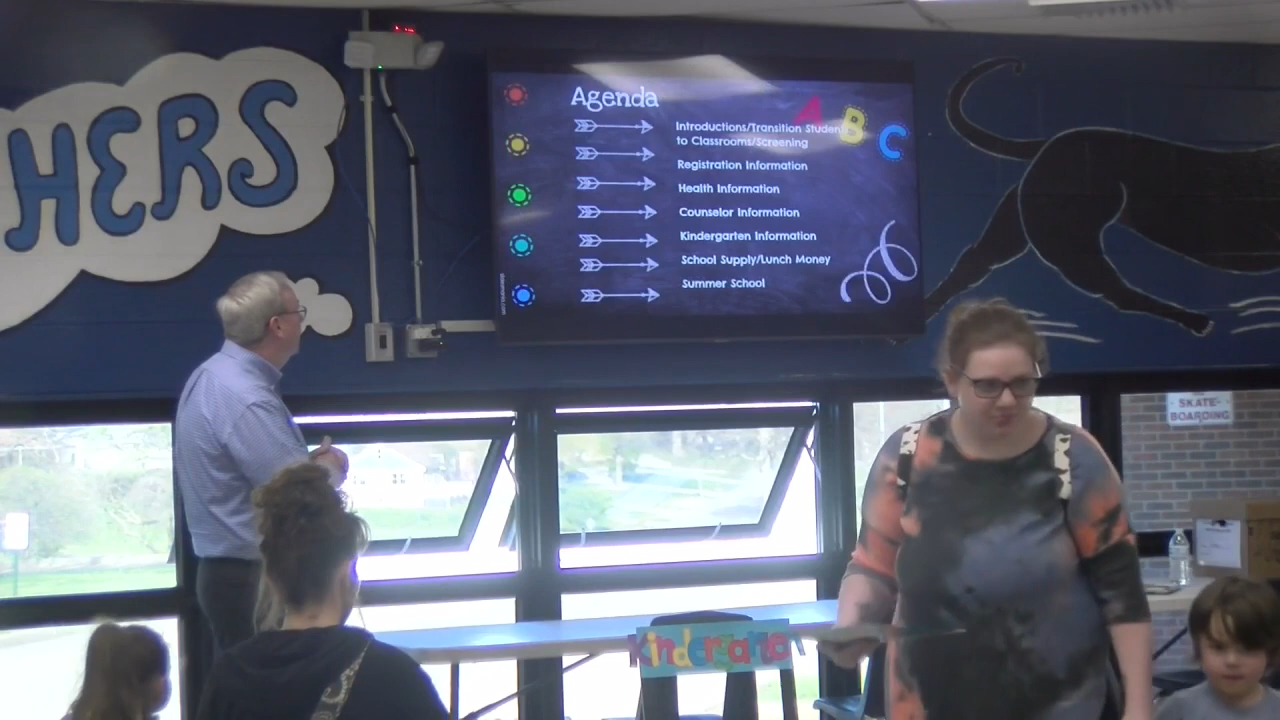 HERS
Agenda
A B C
Introductions/Transition Students
to Classrooms/Screening
Registration Information
Health Information
Counselor Information
Kindergarten Information
School Supply/Lunch Money
Summer School
SKATE-
BOARDING
Kindergarten